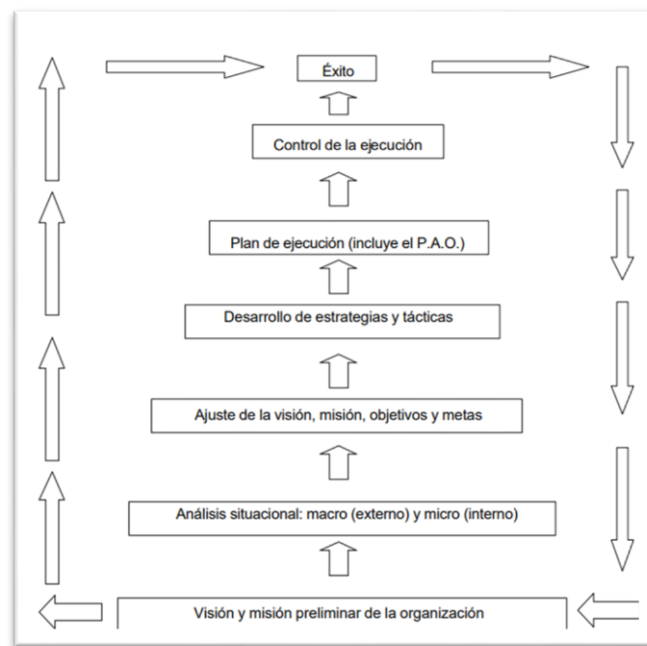 Éxito
Control de la ejecución
Plan de ejecución (incluye el P.A.O.)
Desarrollo de estrategias y tácticas
Ajuste de la visión, misión, objetivos y metas
Análisis situacional: macro (externo) y micro (interno)
Visión y misión preliminar de la organización